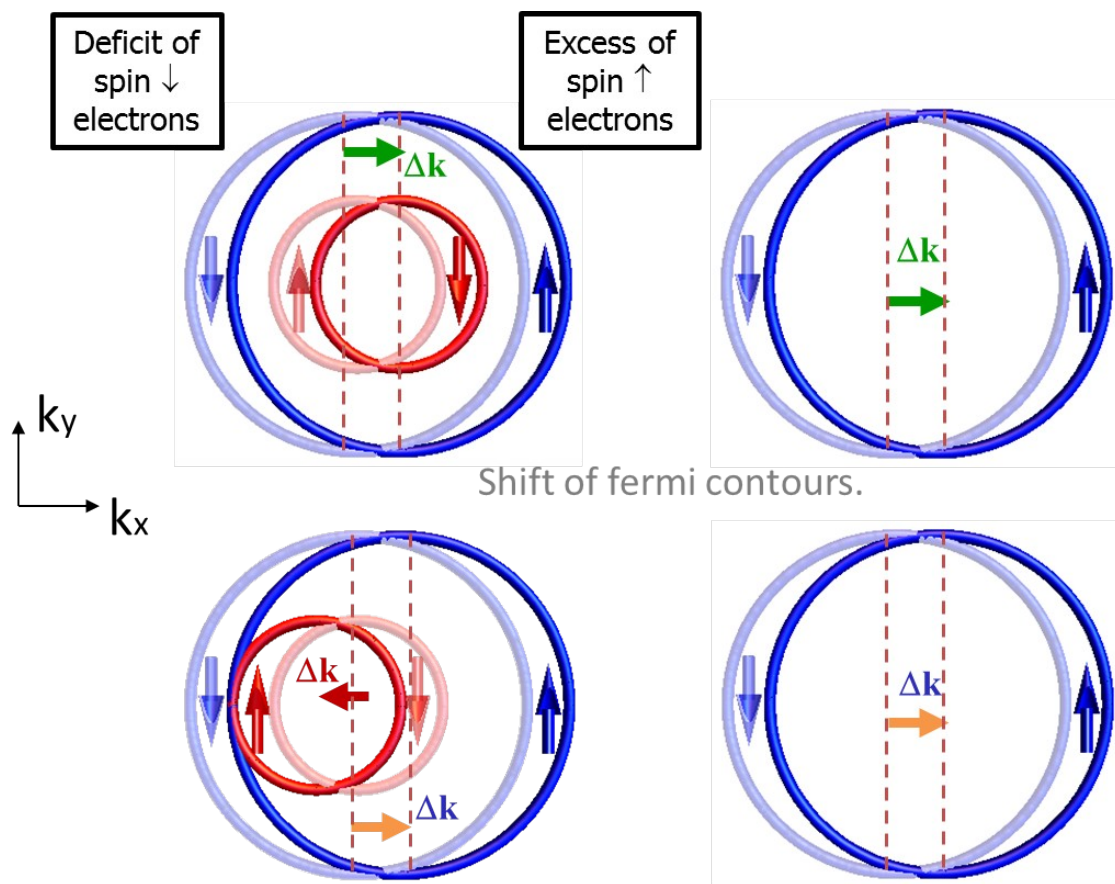 Deficit of
spin ↓
electrons
Excess of
spin ↑
electrons
Δk
Δk
ky
kx
Shift of fermi contours.
Δk
Δk
Δk